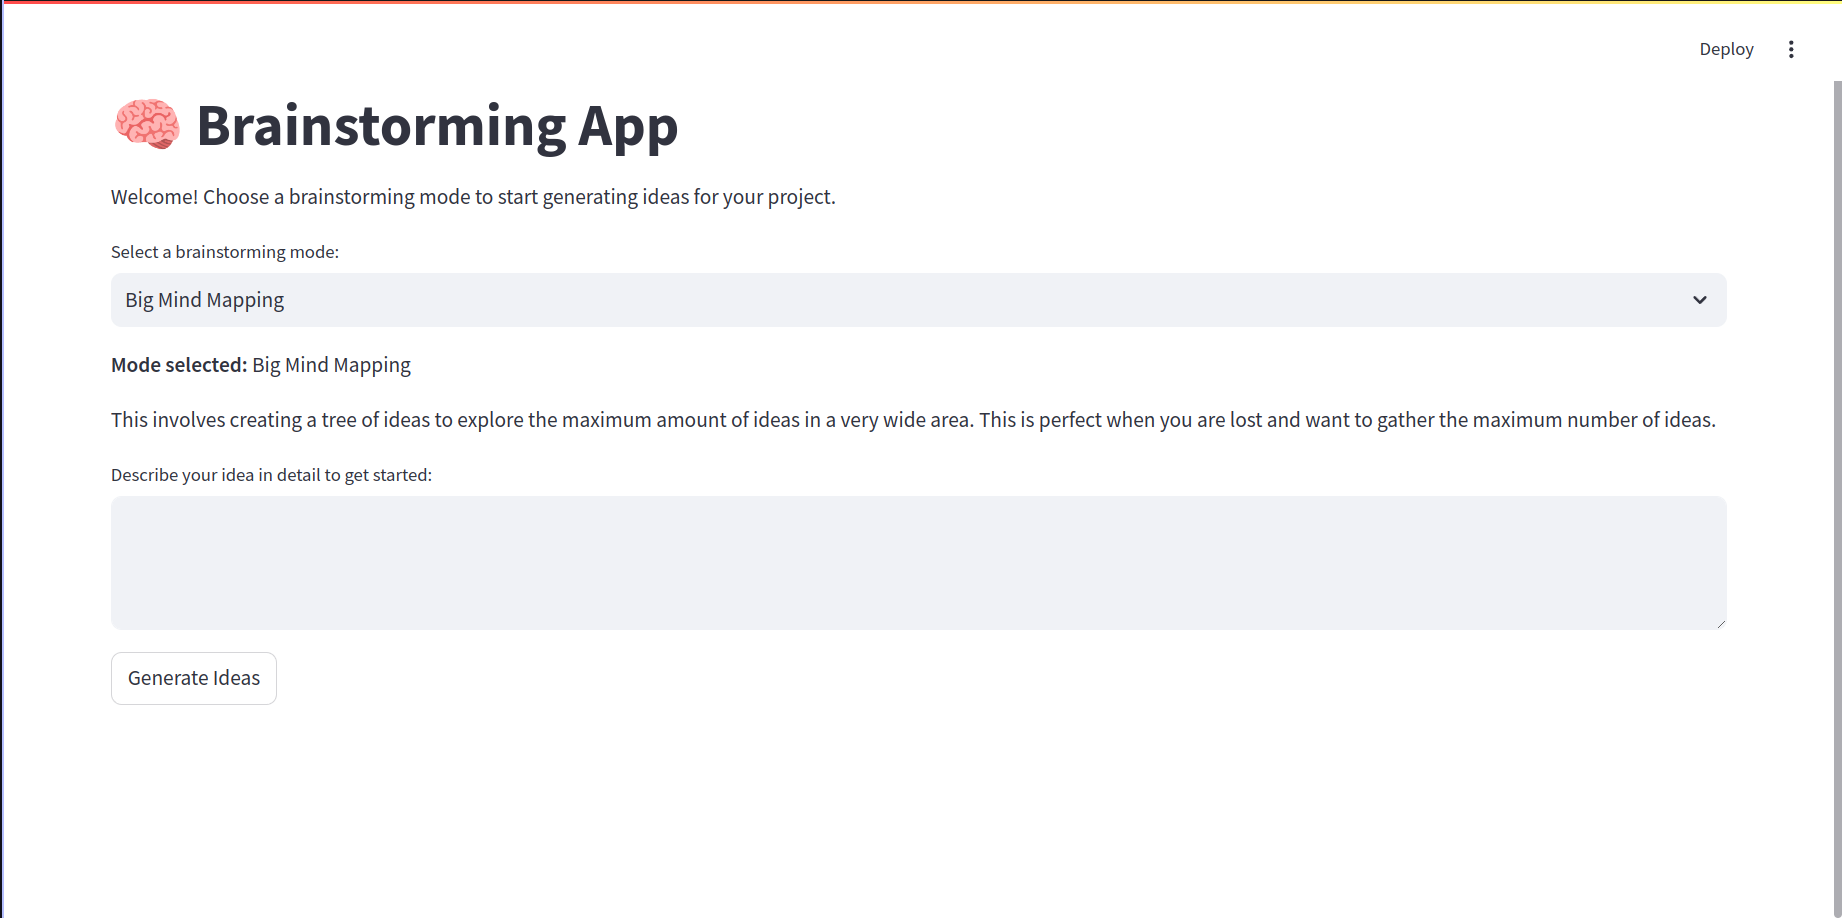 Deploy
Brainstorming App
Welcome! Choose a brainstorming mode to start generating ideas for your project.
Select a brainstorming mode:
Big Mind Mapping
Mode selected: Big Mind Mapping
This involves creating a tree of ideas to explore the maximum amount of ideas in a very wide area. This is perfect when you are lost and want to gather the maximum number of ideas.
Describe your idea in detail to get started:
Generate Ideas